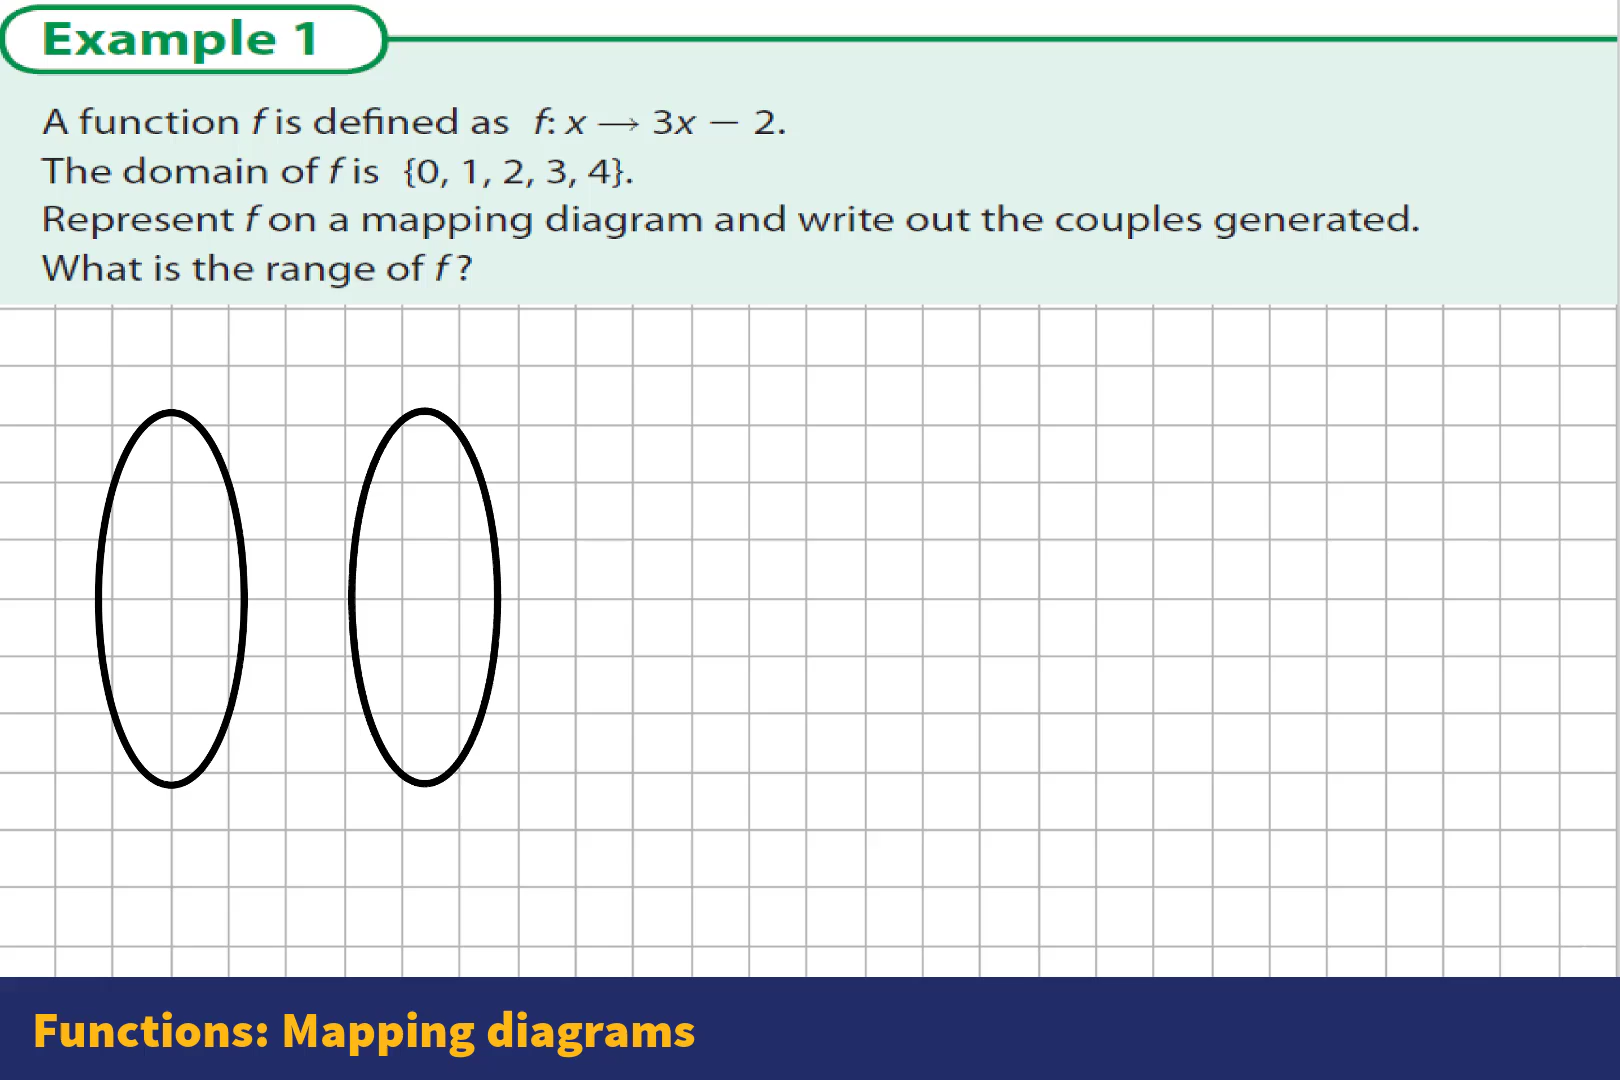 Example 1
A function f is defined as f: x → 3x − 2.
The domain of f is {0, 1, 2, 3, 4}.
Represent f on a mapping diagram and write out the couples generated.
What is the range of f?
Functions: Mapping diagrams